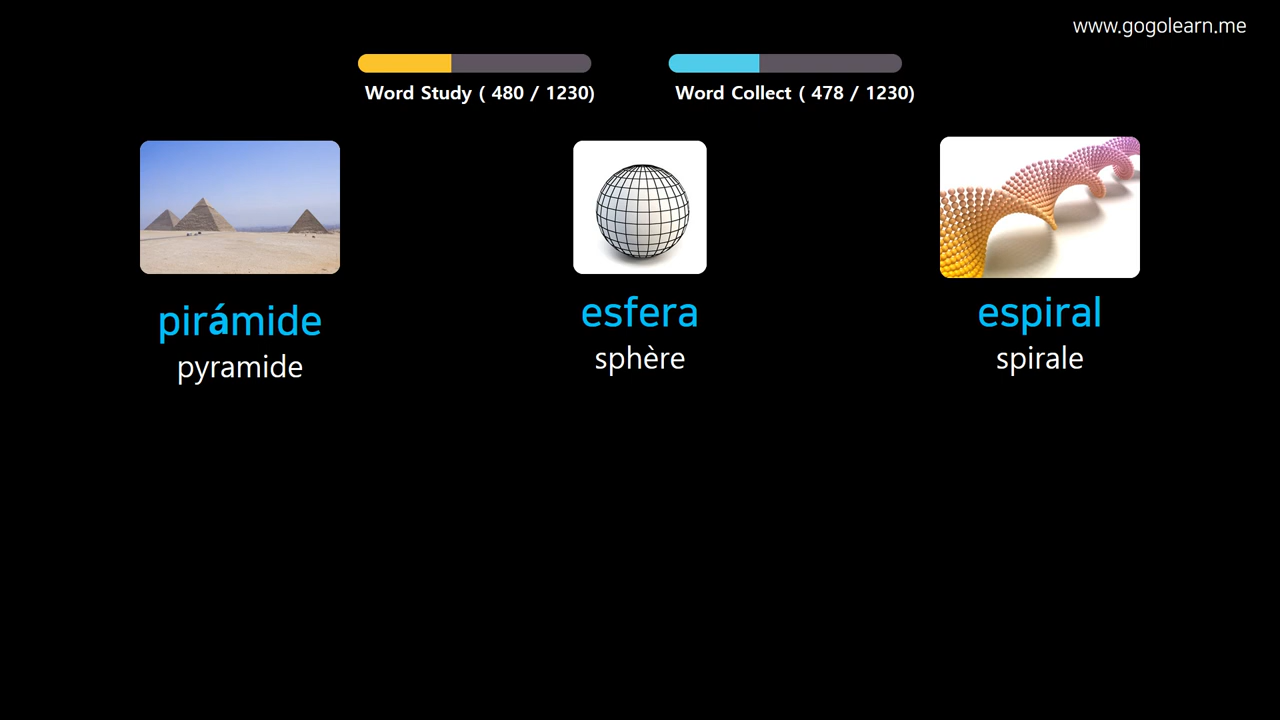 www.gogolearn.me
Word Study ( 480 / 1230)
Word Collect ( 478 / 1230)
pirámide
pyramide
esfera
sphère
espiral
spirale